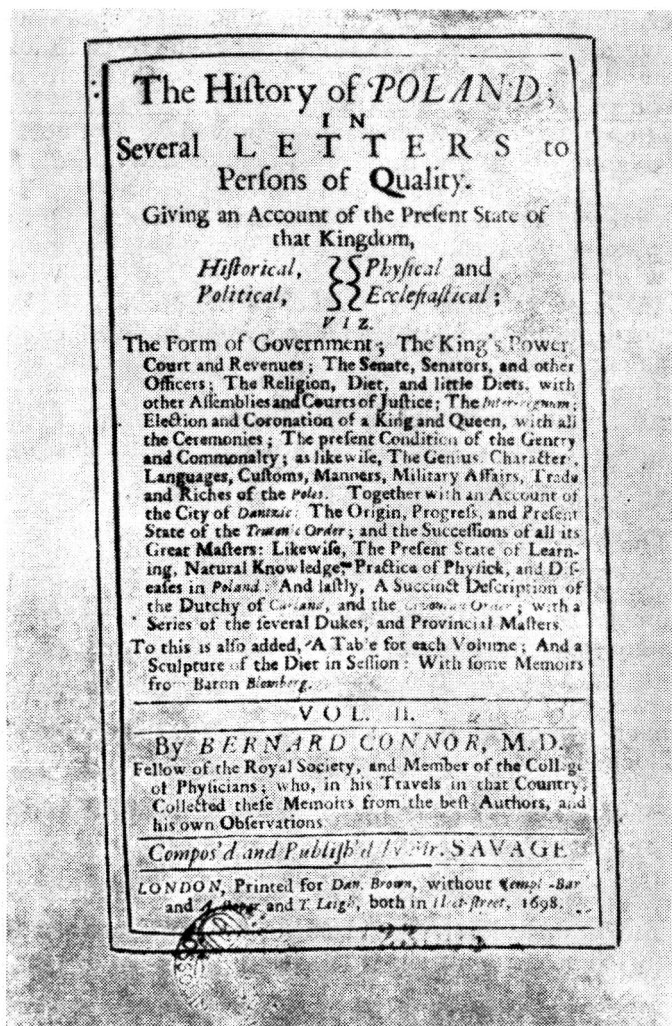 The Hiſtory of POLAND;
IN
Several LETTERS to
Perſons of Quality.
Giving an Account of the Preſent State of
that Kingdom,
Hiſtorical, Phyſical and
Political, Eccleſiaſtical;
VIZ.
The Form of Government; The King's Power,
Court and Revenues; The Senate, Senators, and other
Officers; The Religion, Diet, and little Diets, with
other Aſſemblies and Courts of Juſtice; The Inter-regnum;
Election and Coronation of a King and Queen, with all
the Ceremonies; The preſent Condition of the Gentry
and Commonalty; as likewiſe, The Genius, Characters,
Languages, Cuſtoms, Manners, Military Affairs, Trade
and Riches of the Poles. Together with an Account of
the City of Dantzic: The Origin, Progreſs, and Preſent
State of the Teuton'c Order; and the Succeſſions of all its
Great Maſters: Likewiſe, The Preſent State of Learn-
ing, Natural Knowledge, Practice of Phyſick, and Diſ-
eaſes in Poland. And laſtly, A Succinct Deſcription of
the Dutchy of Curland, and the Order; with a
Series of the ſeveral Dukes, and Provincial Maſters.
To this is alſo added, A Tab'e for each Volume; And a
Sculpture of the Diet in Seſſion: With ſome Memoirs
from Baron Blomberg.
VOL. II.
By BERNARD CONNOR, M.D.
Fellow of the Royal Society, and Member of the College
of Phyſicians; who, in his Travels in that Country,
Collected theſe Memoirs from the beſt Authors, and
his own Obſervations
Compos'd and Publiſh'd by Mr. SAVAGE
LONDON, Printed for Dan. Brown, without Templ-Bar
and and T. Leigh, both in Fleet-ſtreet, 1698.